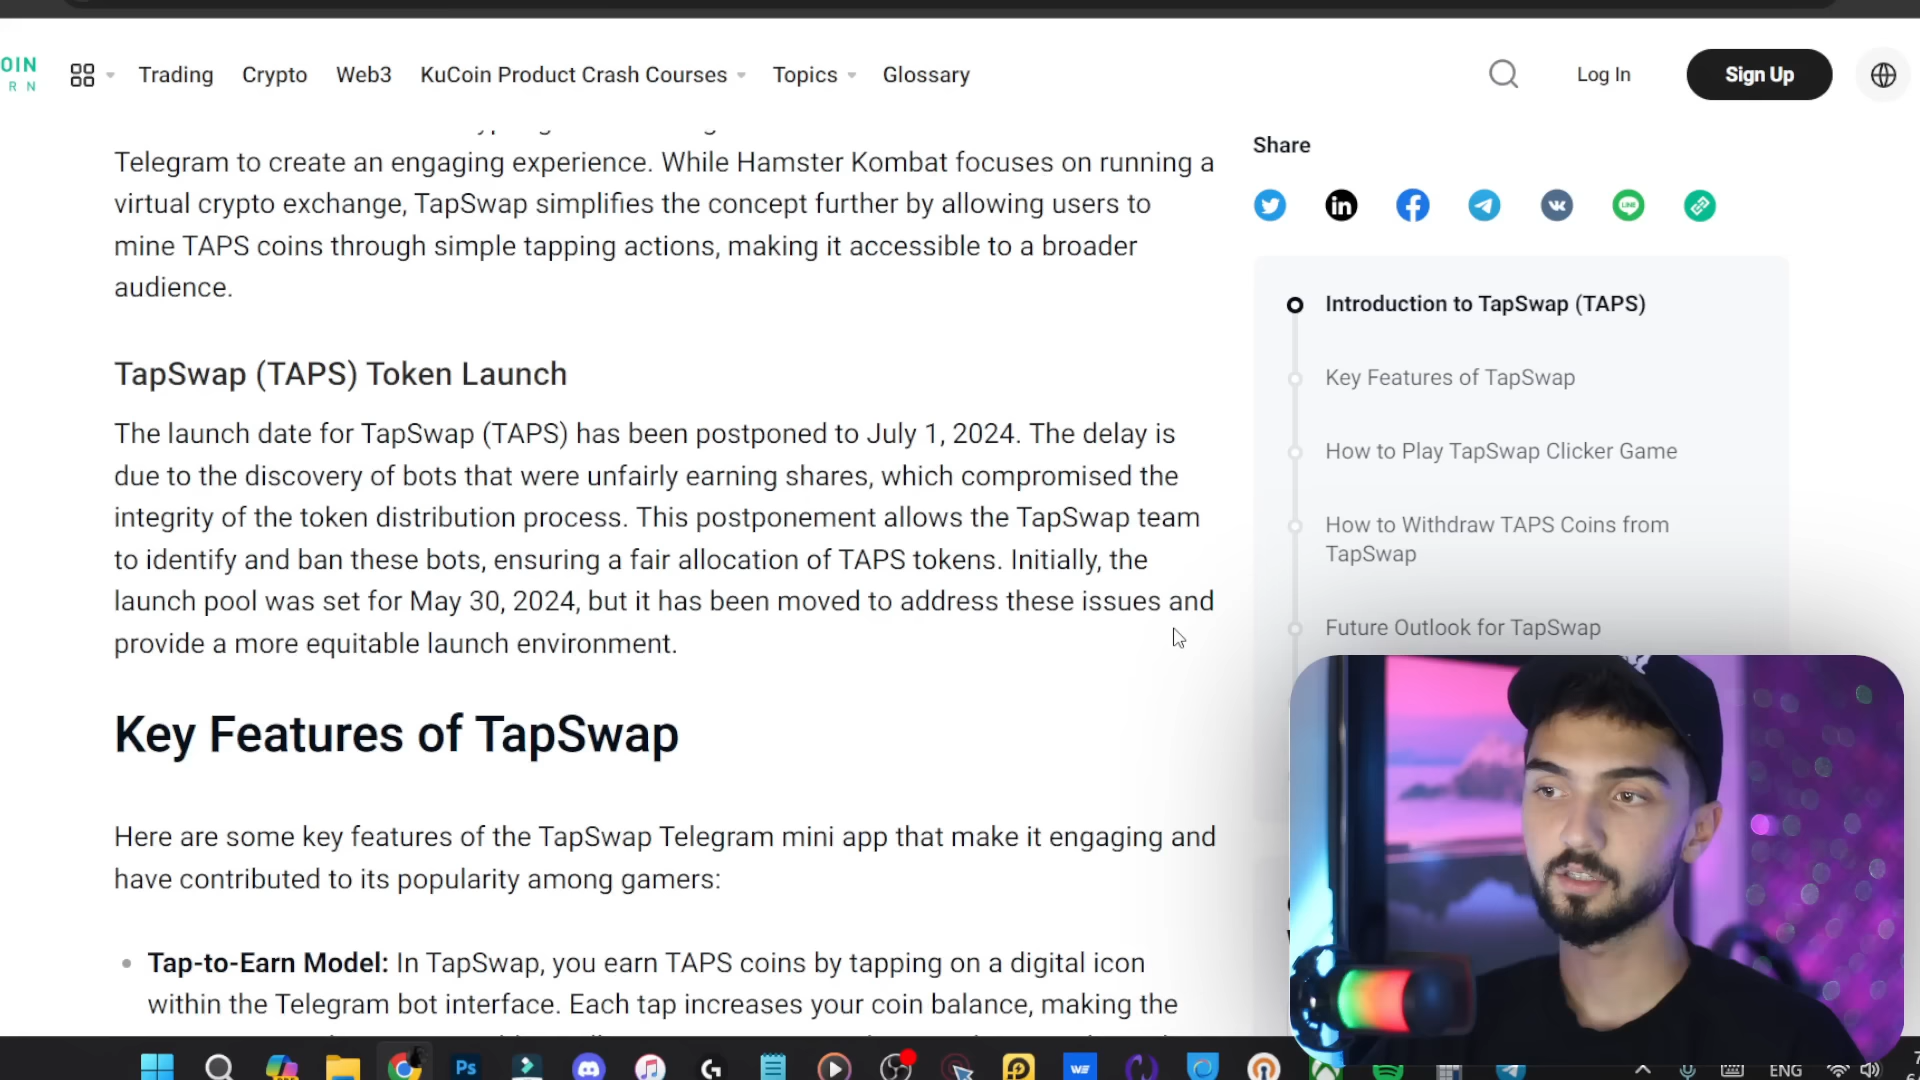 OIN
R N
Trading
Crypto
Web3
KuCoin Product Crash Courses
Topics
Glossary
Log In
Sign Up
Telegram to create an engaging experience. While Hamster Kombat focuses on running a
virtual crypto exchange, TapSwap simplifies the concept further by allowing users to
mine TAPS coins through simple tapping actions, making it accessible to a broader
audience.
TapSwap (TAPS) Token Launch
The launch date for TapSwap (TAPS) has been postponed to July 1, 2024. The delay is
due to the discovery of bots that were unfairly earning shares, which compromised the
integrity of the token distribution process. This postponement allows the TapSwap team
to identify and ban these bots, ensuring a fair allocation of TAPS tokens. Initially, the
launch pool was set for May 30, 2024, but it has been moved to address these issues and
provide a more equitable launch environment.
Key Features of TapSwap
Here are some key features of the TapSwap Telegram mini app that make it engaging and
have contributed to its popularity among gamers:
Tap-to-Earn Model: In TapSwap, you earn TAPS coins by tapping on a digital icon
within the Telegram bot interface. Each tap increases your coin balance, making the
Share
in
LINE
Introduction to TapSwap (TAPS)
Key Features of TapSwap
How to Play TapSwap Clicker Game
How to Withdraw TAPS Coins from
TapSwap
Future Outlook for TapSwap
Ps
WE
ENG